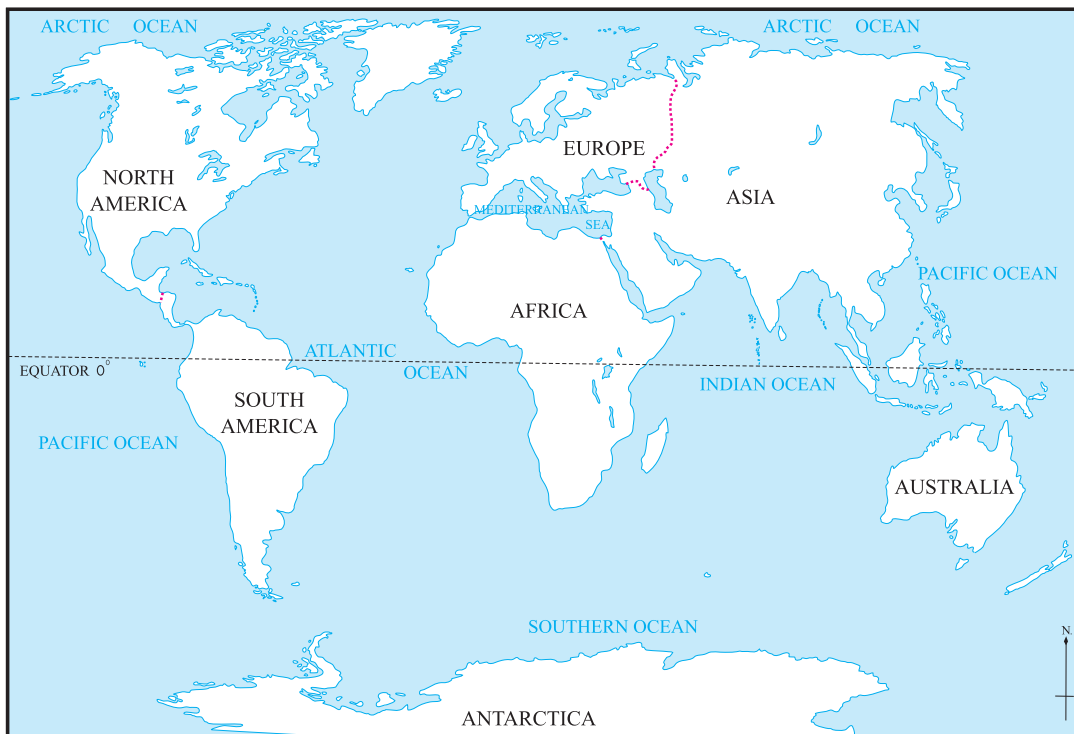 ARCTIC OCEAN
ARCTIC OCEAN
EUROPE
NORTH
AMERICA
ASIA
MEDITERRANEAN
SEA
PACIFIC OCEAN
AFRICA
ATLANTIC
OCEAN
EQUATOR 0°
INDIAN OCEAN
SOUTH
AMERICA
PACIFIC OCEAN
AUSTRALIA
SOUTHERN OCEAN
N.
ANTARCTICA